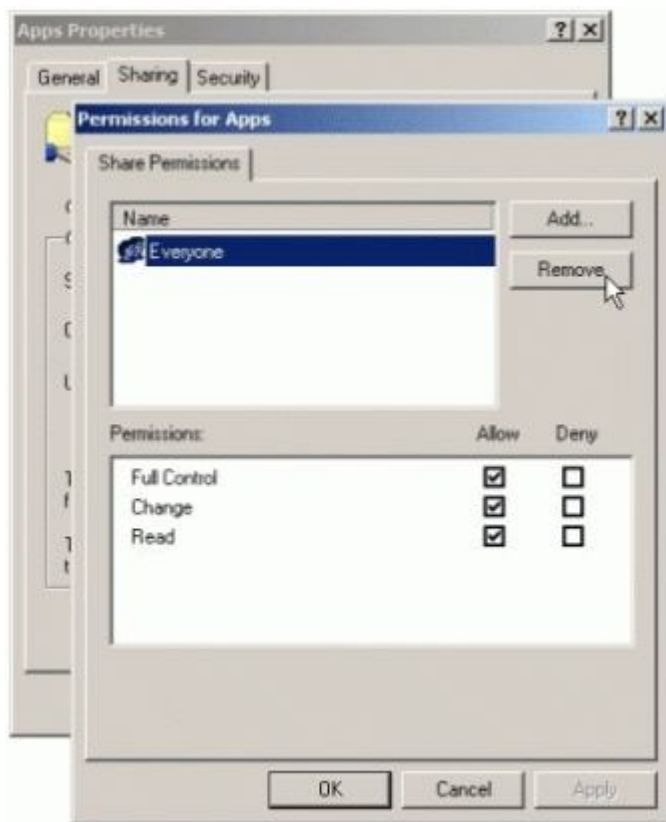 Apps Properties
General Sharing Security
Permissions for Apps
Share Permissions
Name
Add...
Everyone
Remove
Permissions: Allow Deny
Full Control
Change
Read
OK Cancel Apply